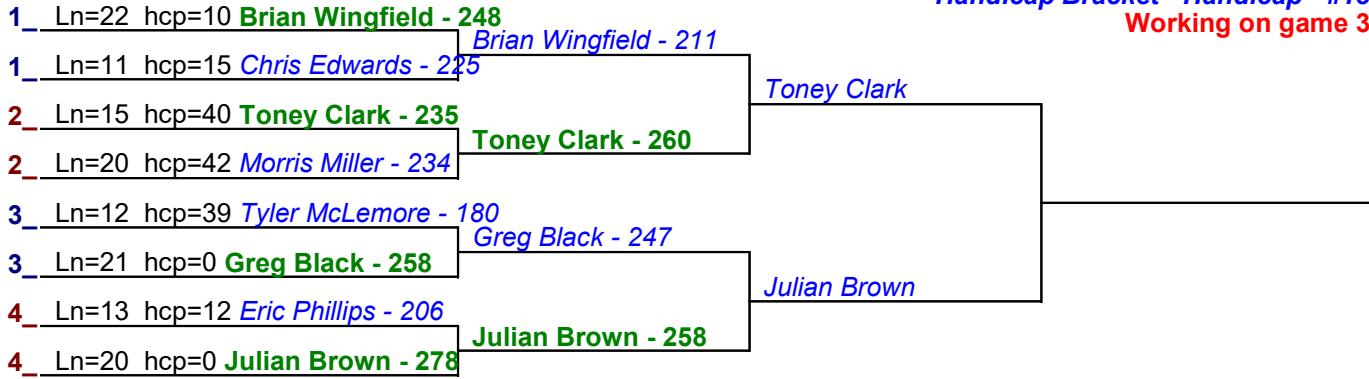 Handicap Bracket - Handicap - #
Working on game 3
1_ Ln=22 hcp=10 Brian Wingfield - 248
Brian Wingfield - 211
1_ Ln=11 hcp=15 Chris Edwards - 225
Toney Clark
2_ Ln=15 hcp=40 Toney Clark - 235
Toney Clark - 260
2_ Ln=20 hcp=42 Morris Miller - 234
3_ Ln=12 hcp=39 Tyler McLemore - 180
Greg Black - 247
3_ Ln=21 hcp=0 Greg Black - 258
Julian Brown
4_ Ln=13 hcp=12 Eric Phillips - 206
Julian Brown - 258
4_ Ln=20 hcp=0 Julian Brown - 278